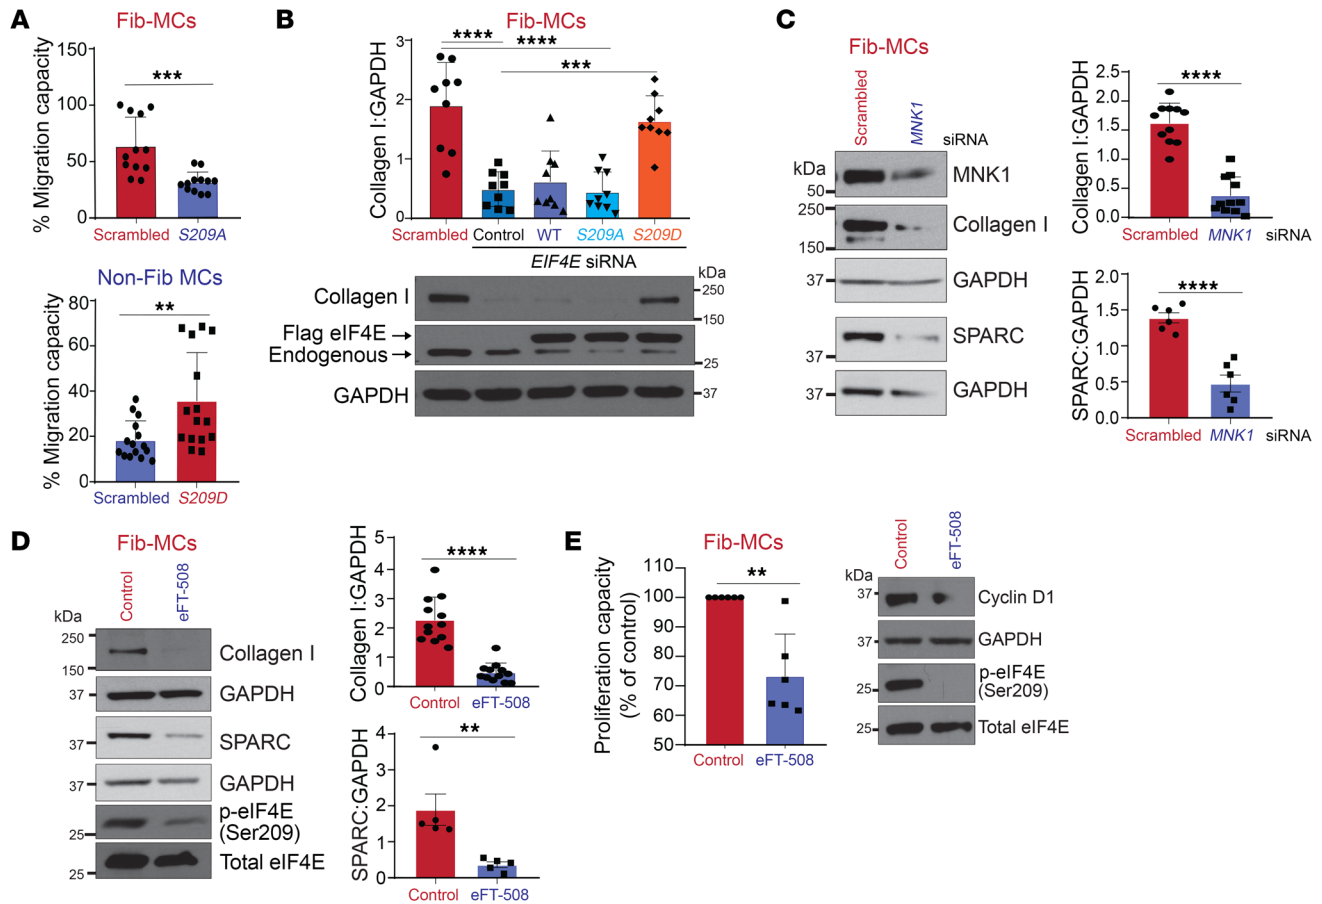 A
Fib-MCs
% Migration capacity
150
100
50
0
***
Scrambled S209A
Non-Fib MCs
% Migration capacity
80
60
40
20
0
**
Scrambled S209D
B
Fib-MCs
Collagen I:GAPDH
3
2
1
0
**** ****
***
Scrambled Control WT S209A S209D
EIF4E siRNA
kDa
Collagen I
250
150
Flag eIF4E
Endogenous
25
GAPDH
37
C
Fib-MCs
Scrambled
MNK1
siRNA
kDa
50
MNK1
250
Collagen I
150
37
GAPDH
SPARC
37
37
GAPDH
Collagen I:GAPDH
2.5
2.0
1.5
1.0
0.5
0.0
****
Scrambled MNK1 siRNA
SPARC:GAPDH
2.0
1.5
1.0
0.5
0.0
****
Scrambled MNK1 siRNA
D
Fib-MCs
Control
eFT-508
kDa
250
Collagen I
150
37
GAPDH
37
SPARC
37
GAPDH
p-eIF4E
25
(Ser209)
Total eIF4E
25
Collagen I:GAPDH
5
4
3
2
1
0
****
Control eFT-508
SPARC:GAPDH
4
3
2
1
0
**
Control eFT-508
E
Fib-MCs
Proliferation capacity
(% of control)
110
100
90
80
70
60
50
**
Control eFT-508
Control
eFT-508
kDa
37
Cyclin D1
37
GAPDH
p-eIF4E
25
(Ser209)
25
Total eIF4E